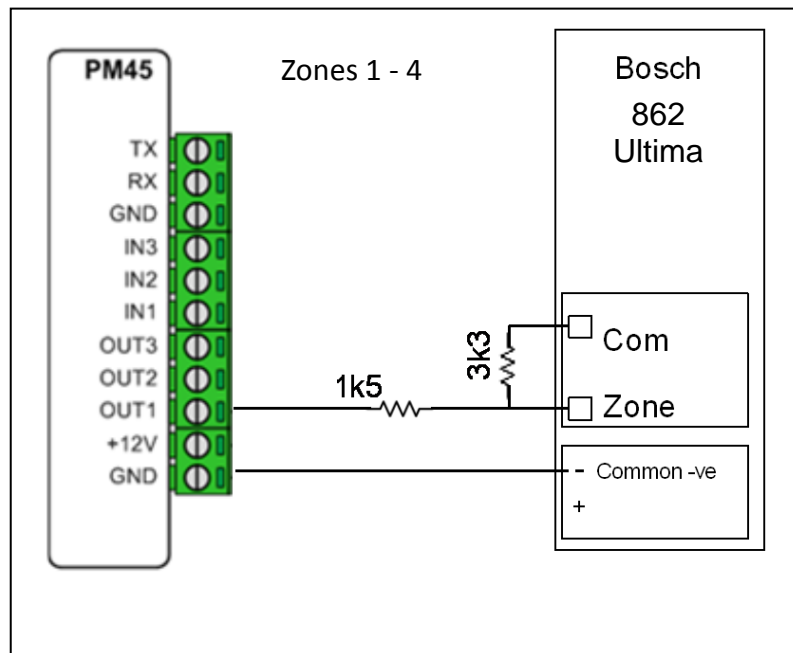 PM45
Zones 1 - 4
Bosch
862
Ultima
TX
RX
GND
IN3
IN2
IN1
OUT3
OUT2
OUT1
+12V
GND
1k5
3k3
Com
Zone
- Common -ve
+